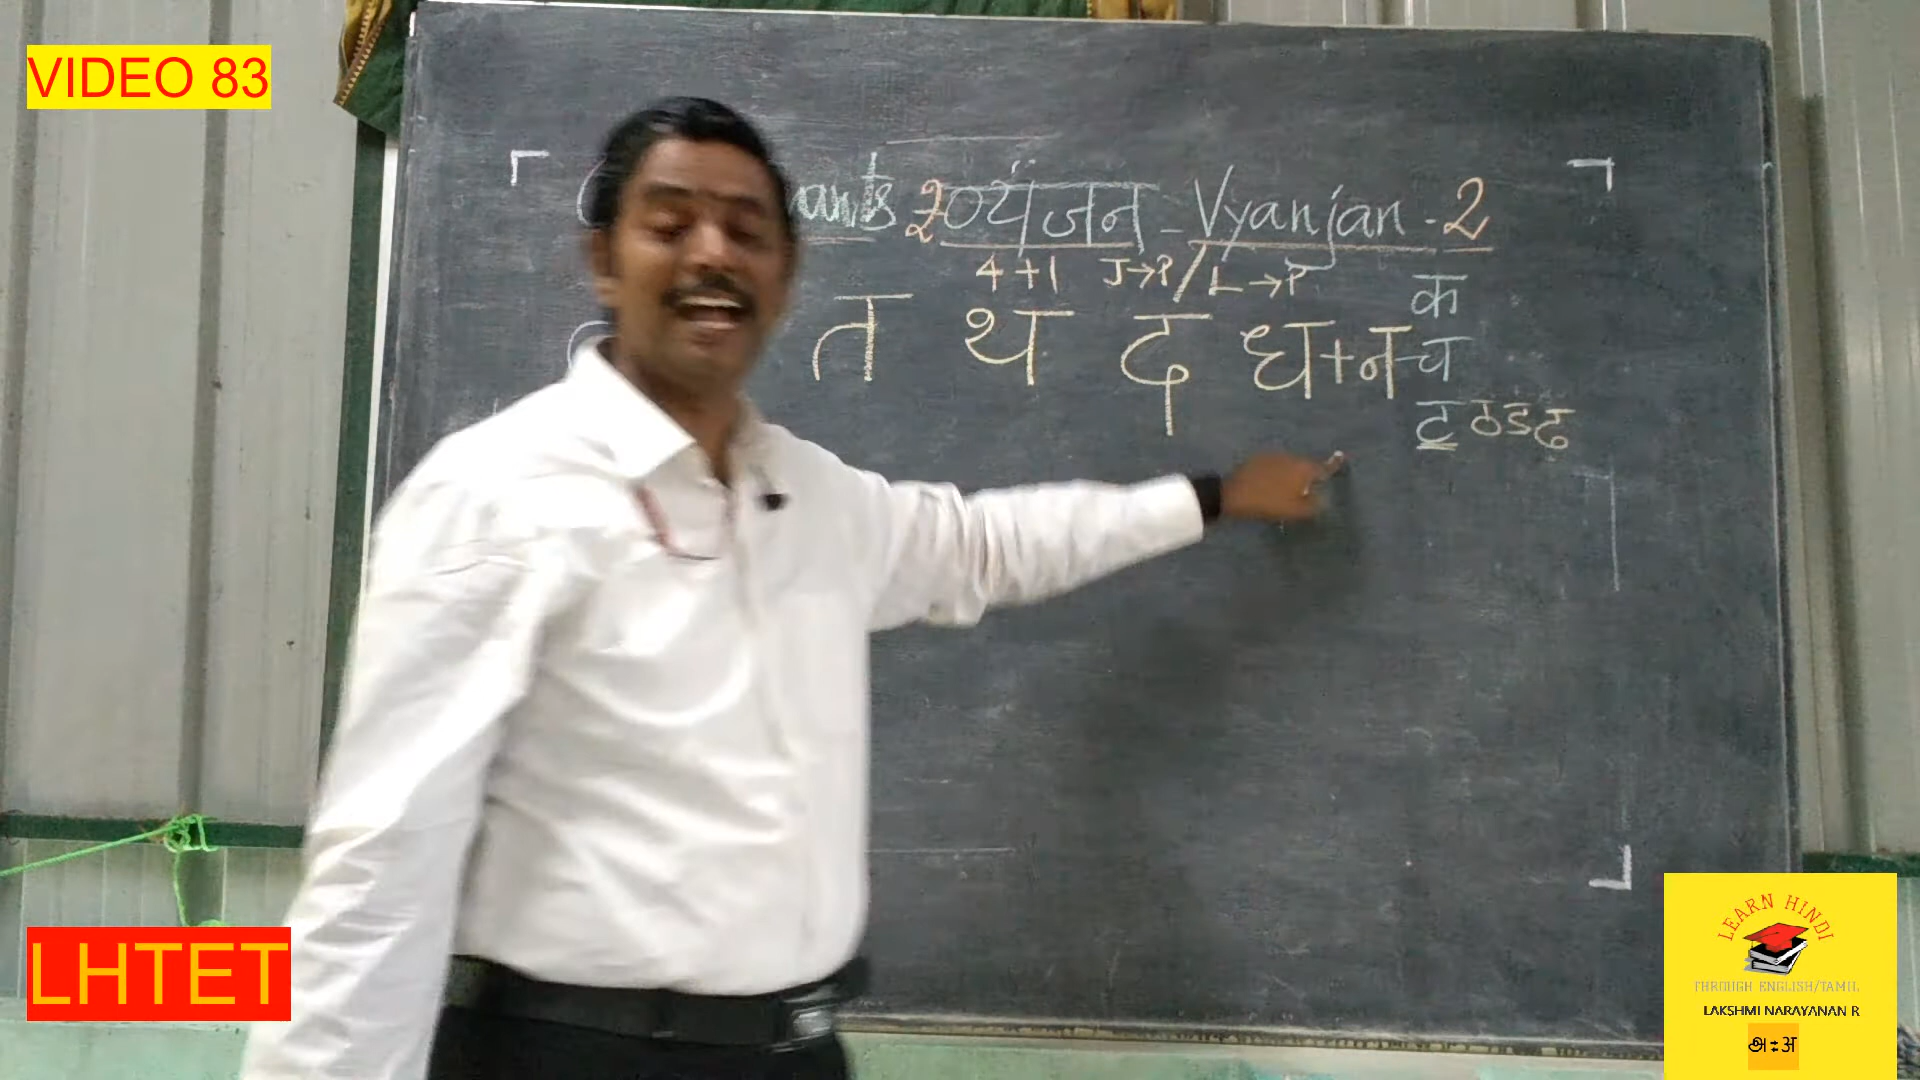 VIDEO 83
व्यंजन - Vyanjan - 2
4+1 J→P/L→P
क
त थ द ध+न च
ट ठ ड ढ
LHTET
LEARN HINDI
THROUGH ENGLISH/TAMIL
LAKSHMI NARAYANAN R
அ : अ